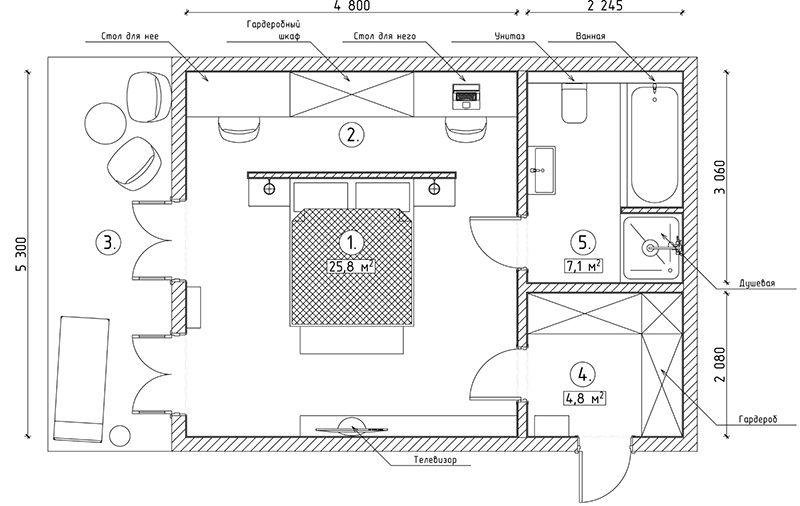 4 800
2 245
Стол для нее
Гардеробный
шкаф
Стол для него
Унитаз
Ванная
2.
3 060
5 300
3.
1.
25,8 м²
5.
7,1 м²
Душевая
4.
4,8 м²
2 080
Гардероб
Телевизор